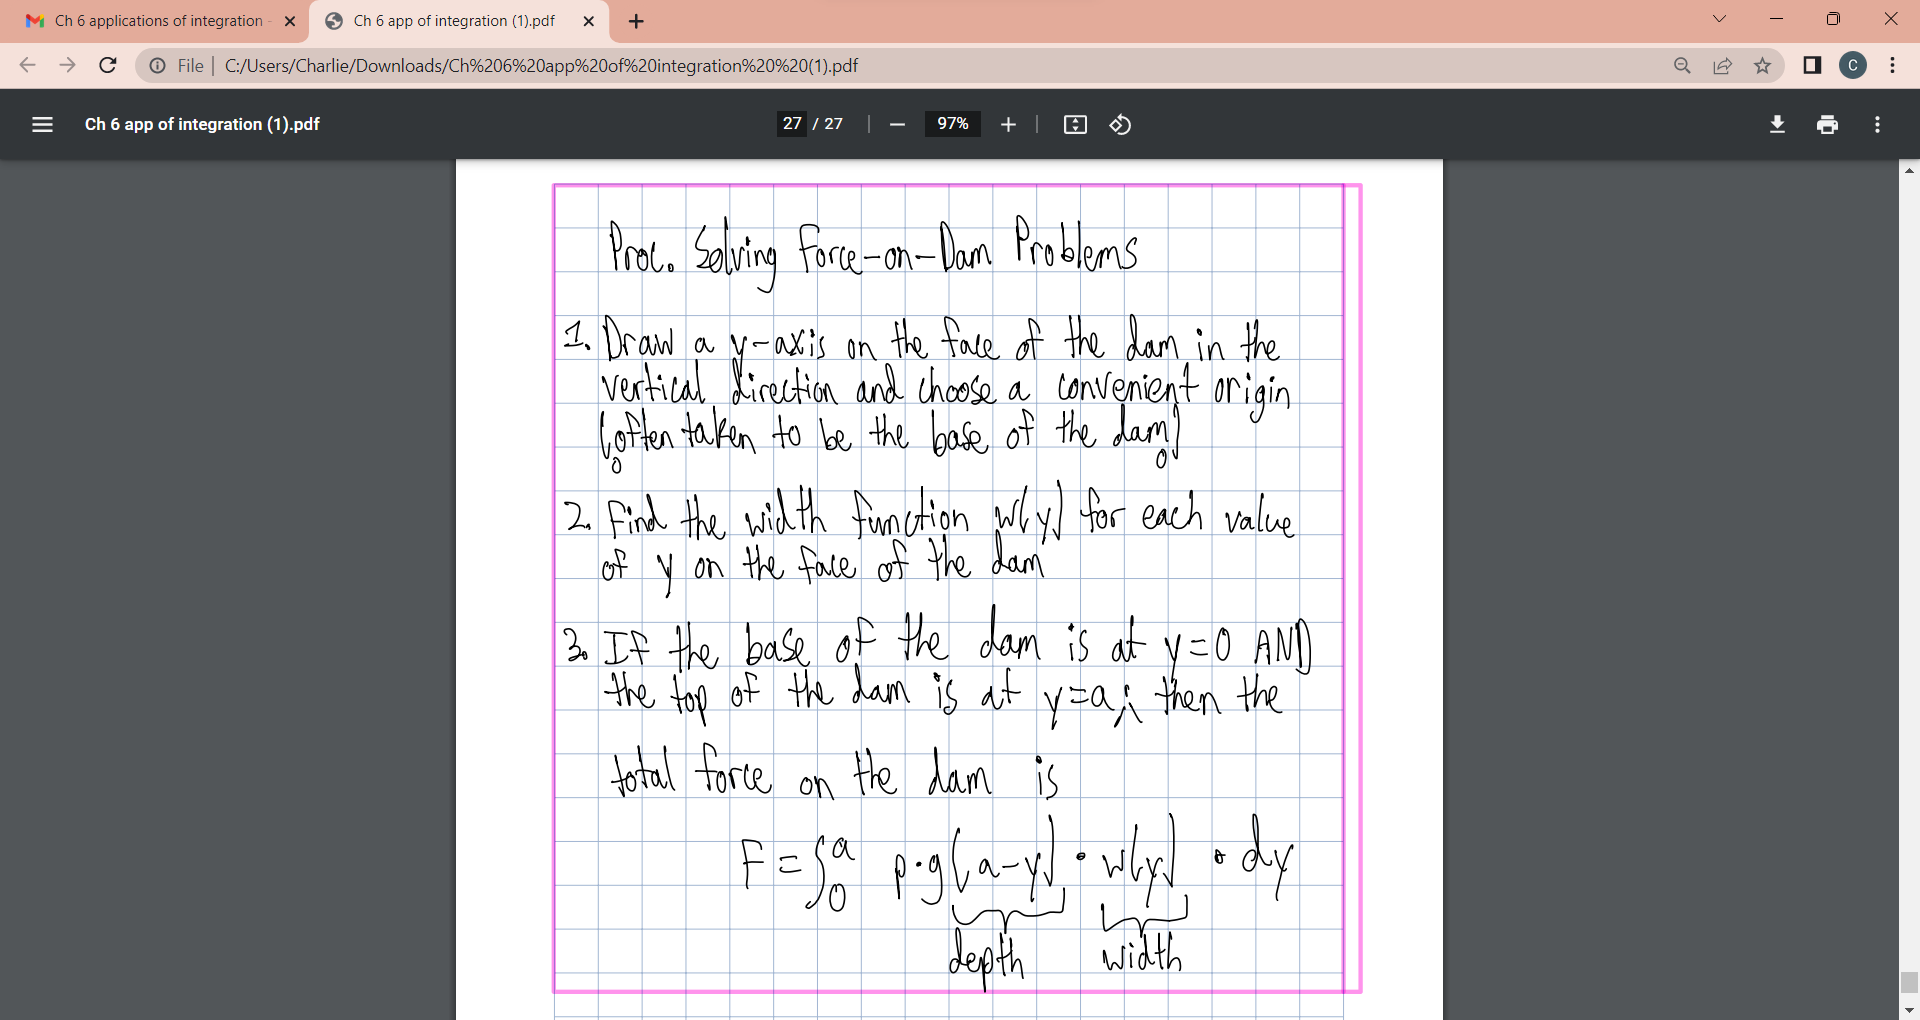 Ch 6 applications of integration
Ch 6 app of integration (1).pdf
File | C:/Users/Charlie/Downloads/Ch%206%20app%20of%20integration%20%20(1).pdf
C
Ch 6 app of integration (1).pdf
27 / 27
97%
Proc. Solving Force-on-Dam Problems
1. Draw a y-axis on the face of the dam in the
vertical direction and choose a convenient origin
(often taken to be the base of the dam)
2. Find the width function w(y) for each value
of y on the face of the dam
3. If the base of the dam is at y=0 AND
the top of the dam is at y=a; then the
total force on the dam is
F = ∫₀ᵃ p·g(a-y) · w(y) · dy
depth width